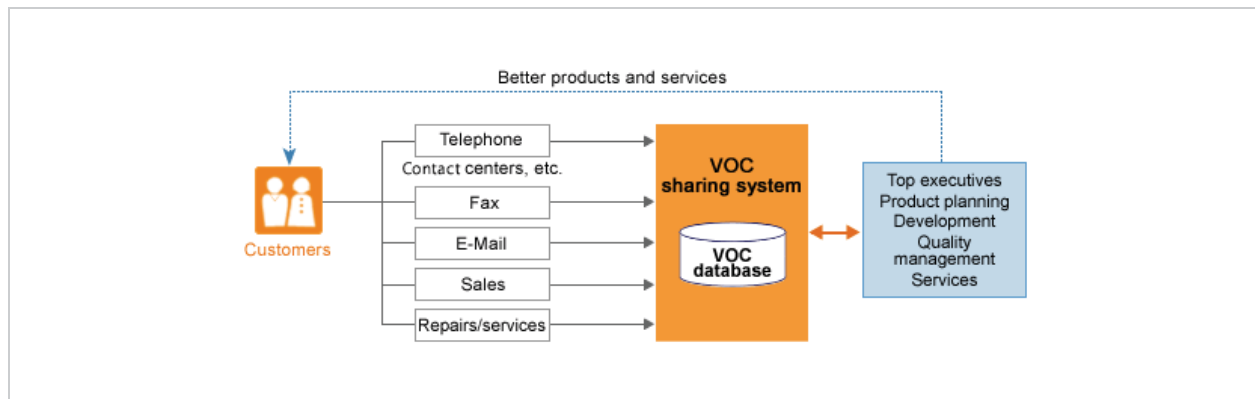 Better products and services
Telephone
Contact centers, etc.
Fax
E-Mail
Sales
Repairs/services
Customers
VOC
sharing system
VOC
database
Top executives
Product planning
Development
Quality
management
Services